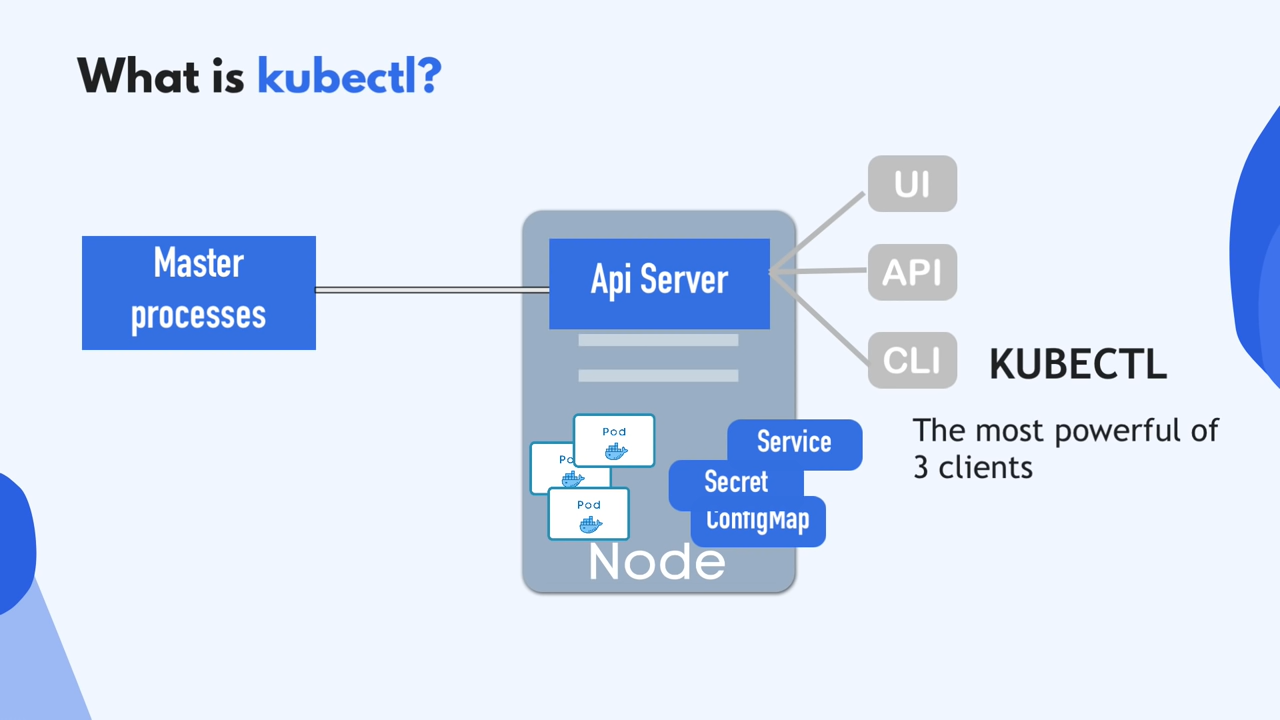 What is kubectl?
Master
processes
Api Server
UI
API
CLI
KUBECTL
The most powerful of
3 clients
Pod
Po
Pod
Service
Secret
ConfigMap
Node